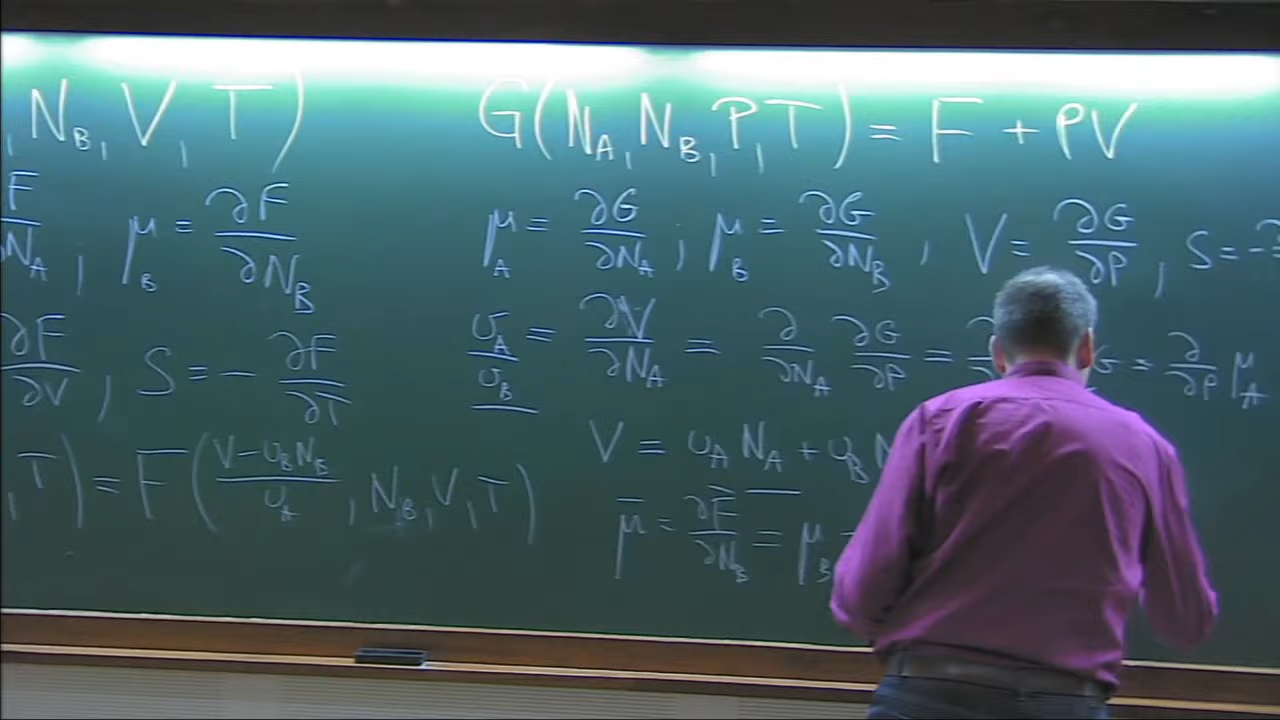 , N_B, V, T)
F/∂N_A, μ_B = ∂F/∂N_B
∂F/∂V, S = - ∂F/∂T
, T) = F((V - υ_B N_B)/υ_A, N_B, V, T)
G(N_A, N_B, P, T) = F + PV
μ_A = ∂G/∂N_A; μ_B = ∂G/∂N_B, V = ∂G/∂P, S = -
υ_A = ∂V/∂N_A = ∂/∂N_A ∂G/∂P = G = ∂/∂P μ_A
υ_B
V = υ_A N_A + υ_B N
μ̄ = ∂F̄/∂N_B = μ_B -